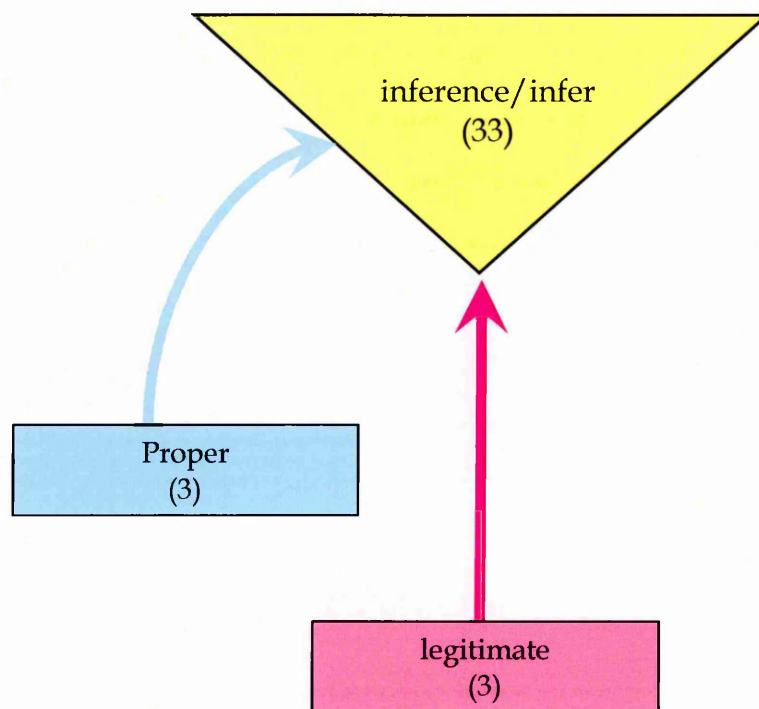 inference/infer
(33)
Proper
(3)
legitimate
(3)